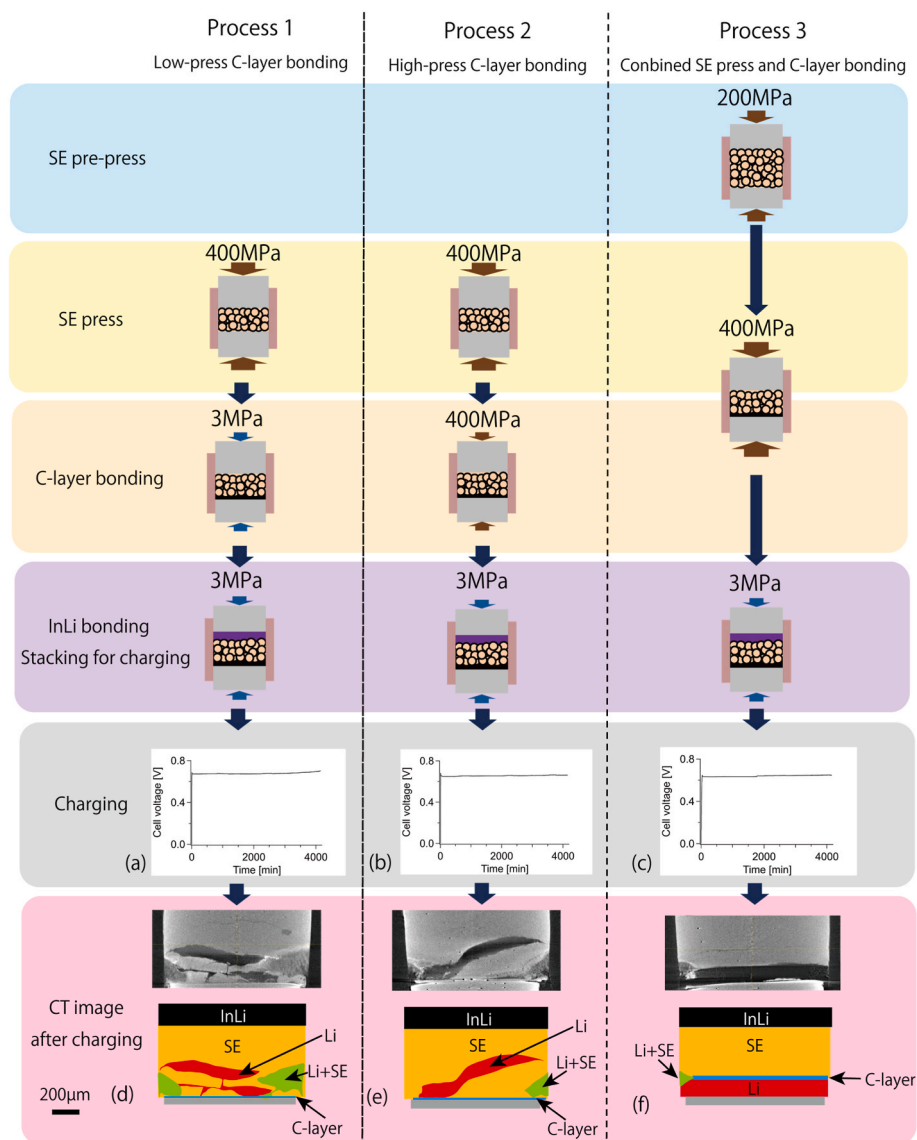 Process 1
Process 2
Process 3
Low-press C-layer bonding
High-press C-layer bonding
Conbined SE press and C-layer bonding
SE pre-press
200MPa
SE press
400MPa
400MPa
400MPa
C-layer bonding
3MPa
400MPa
InLi bonding
Stacking for charging
3MPa
3MPa
3MPa
Charging
Cell voltage [V]
0.8
0.4
0.0
0
2000
4000
Time [min]
(a)
Cell voltage [V]
0.8
0.4
0.0
0
2000
4000
Time [min]
(b)
Cell voltage [V]
0.8
0.4
0.0
0
2000
4000
Time [min]
(c)
CT image
after charging
200μm
InLi
SE
Li
Li+SE
C-layer
(d)
InLi
SE
Li
Li+SE
C-layer
(e)
InLi
SE
Li+SE
Li
C-layer
(f)